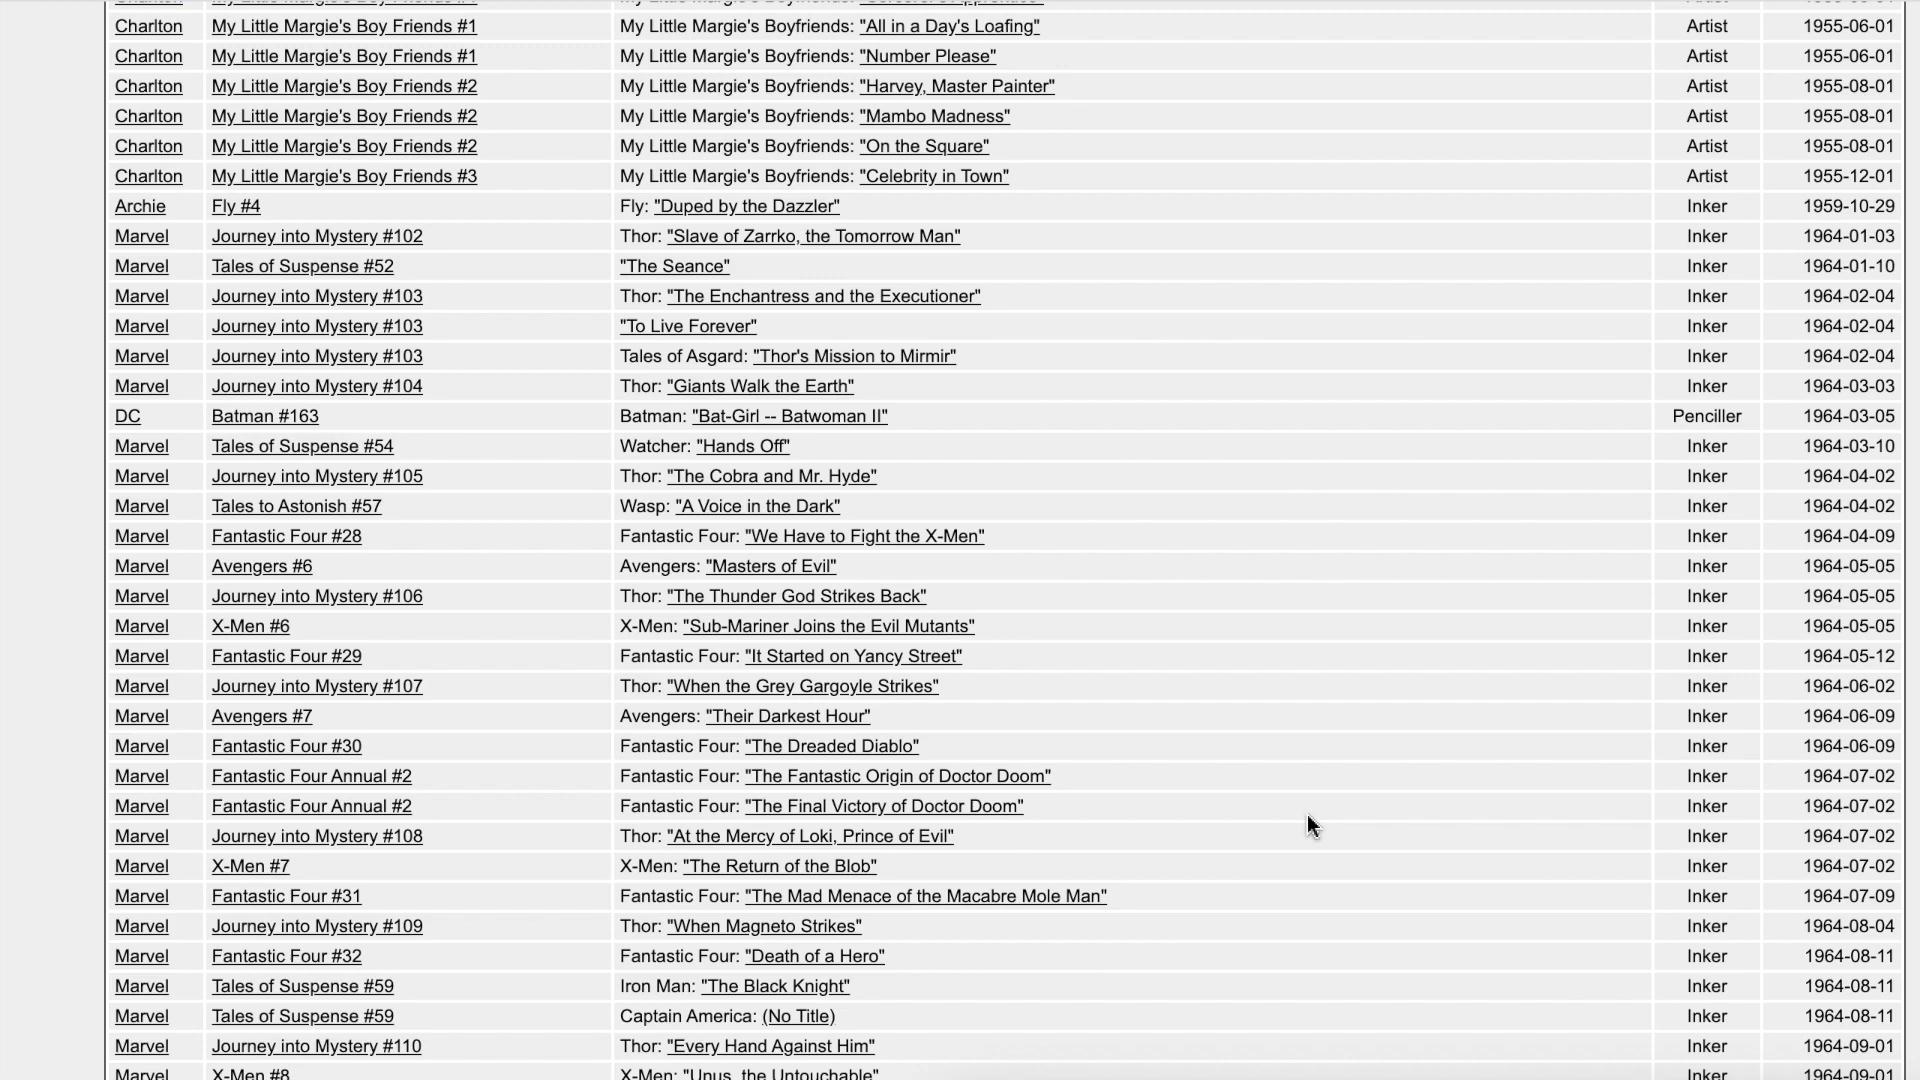 Charlton My Little Margie's Boy Friends #1 My Little Margie's Boyfriends: "All in a Day's Loafing" Artist 1955-06-01
Charlton My Little Margie's Boy Friends #1 My Little Margie's Boyfriends: "Number Please" Artist 1955-06-01
Charlton My Little Margie's Boy Friends #2 My Little Margie's Boyfriends: "Harvey, Master Painter" Artist 1955-08-01
Charlton My Little Margie's Boy Friends #2 My Little Margie's Boyfriends: "Mambo Madness" Artist 1955-08-01
Charlton My Little Margie's Boy Friends #2 My Little Margie's Boyfriends: "On the Square" Artist 1955-08-01
Charlton My Little Margie's Boy Friends #3 My Little Margie's Boyfriends: "Celebrity in Town" Artist 1955-12-01
Archie Fly #4 Fly: "Duped by the Dazzler" Inker 1959-10-29
Marvel Journey into Mystery #102 Thor: "Slave of Zarrko, the Tomorrow Man" Inker 1964-01-03
Marvel Tales of Suspense #52 "The Seance" Inker 1964-01-10
Marvel Journey into Mystery #103 Thor: "The Enchantress and the Executioner" Inker 1964-02-04
Marvel Journey into Mystery #103 "To Live Forever" Inker 1964-02-04
Marvel Journey into Mystery #103 Tales of Asgard: "Thor's Mission to Mirmir" Inker 1964-02-04
Marvel Journey into Mystery #104 Thor: "Giants Walk the Earth" Inker 1964-03-03
DC Batman #163 Batman: "Bat-Girl -- Batwoman II" Penciller 1964-03-05
Marvel Tales of Suspense #54 Watcher: "Hands Off" Inker 1964-03-10
Marvel Journey into Mystery #105 Thor: "The Cobra and Mr. Hyde" Inker 1964-04-02
Marvel Tales to Astonish #57 Wasp: "A Voice in the Dark" Inker 1964-04-02
Marvel Fantastic Four #28 Fantastic Four: "We Have to Fight the X-Men" Inker 1964-04-09
Marvel Avengers #6 Avengers: "Masters of Evil" Inker 1964-05-05
Marvel Journey into Mystery #106 Thor: "The Thunder God Strikes Back" Inker 1964-05-05
Marvel X-Men #6 X-Men: "Sub-Mariner Joins the Evil Mutants" Inker 1964-05-05
Marvel Fantastic Four #29 Fantastic Four: "It Started on Yancy Street" Inker 1964-05-12
Marvel Journey into Mystery #107 Thor: "When the Grey Gargoyle Strikes" Inker 1964-06-02
Marvel Avengers #7 Avengers: "Their Darkest Hour" Inker 1964-06-09
Marvel Fantastic Four #30 Fantastic Four: "The Dreaded Diablo" Inker 1964-06-09
Marvel Fantastic Four Annual #2 Fantastic Four: "The Fantastic Origin of Doctor Doom" Inker 1964-07-02
Marvel Fantastic Four Annual #2 Fantastic Four: "The Final Victory of Doctor Doom" Inker 1964-07-02
Marvel Journey into Mystery #108 Thor: "At the Mercy of Loki, Prince of Evil" Inker 1964-07-02
Marvel X-Men #7 X-Men: "The Return of the Blob" Inker 1964-07-02
Marvel Fantastic Four #31 Fantastic Four: "The Mad Menace of the Macabre Mole Man" Inker 1964-07-09
Marvel Journey into Mystery #109 Thor: "When Magneto Strikes" Inker 1964-08-04
Marvel Fantastic Four #32 Fantastic Four: "Death of a Hero" Inker 1964-08-11
Marvel Tales of Suspense #59 Iron Man: "The Black Knight" Inker 1964-08-11
Marvel Tales of Suspense #59 Captain America: (No Title) Inker 1964-08-11
Marvel Journey into Mystery #110 Thor: "Every Hand Against Him" Inker 1964-09-01
Marvel X-Men #8 X-Men: "Unus, the Untouchable" Inker 1964-09-01